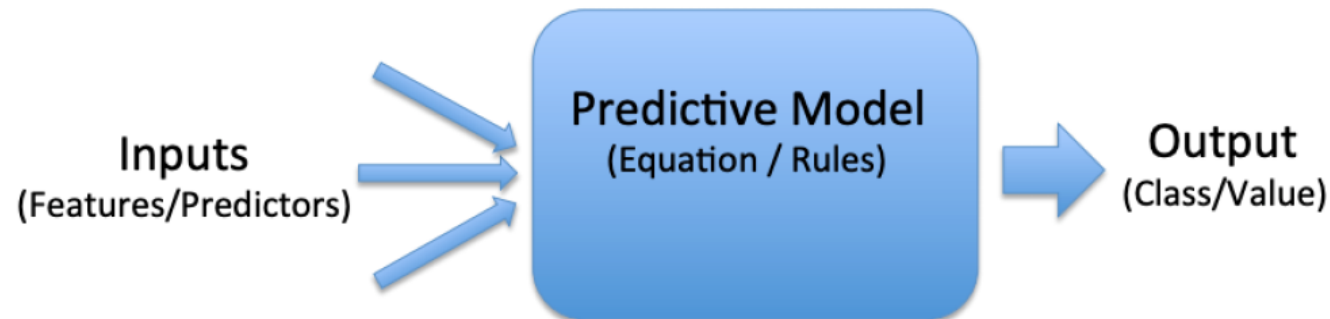 Inputs
(Features/Predictors)
Predictive Model
(Equation / Rules)
Output
(Class/Value)